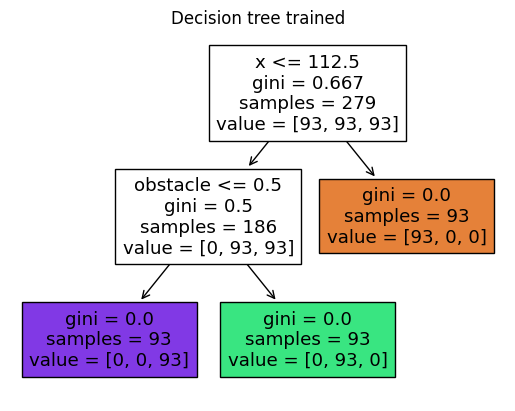 Decision tree trained
x <= 112.5
gini = 0.667
samples = 279
value = [93, 93, 93]
obstacle <= 0.5
gini = 0.5
samples = 186
value = [0, 93, 93]
gini = 0.0
samples = 93
value = [93, 0, 0]
gini = 0.0
samples = 93
value = [0, 0, 93]
gini = 0.0
samples = 93
value = [0, 93, 0]